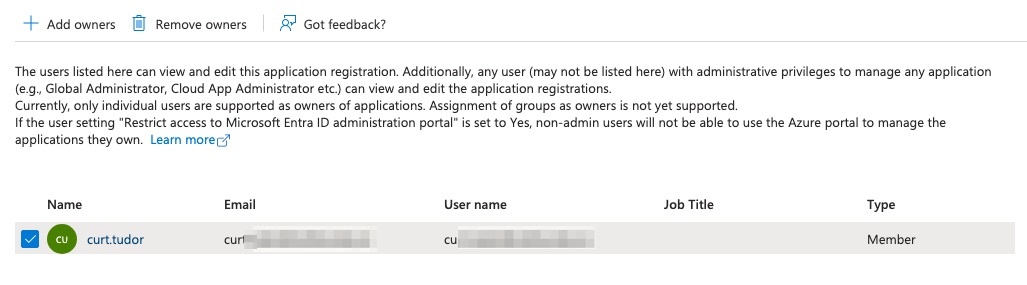 Add owners Remove owners Got feedback?
The users listed here can view and edit this application registration. Additionally, any user (may not be listed here) with administrative privileges to manage any application
(e.g., Global Administrator, Cloud App Administrator etc.) can view and edit the application registrations.
Currently, only individual users are supported as owners of applications. Assignment of groups as owners is not yet supported.
If the user setting "Restrict access to Microsoft Entra ID administration portal" is set to Yes, non-admin users will not be able to use the Azure portal to manage the
applications they own. Learn more
Name Email User name Job Title Type
CU curt.tudor curt cu Member